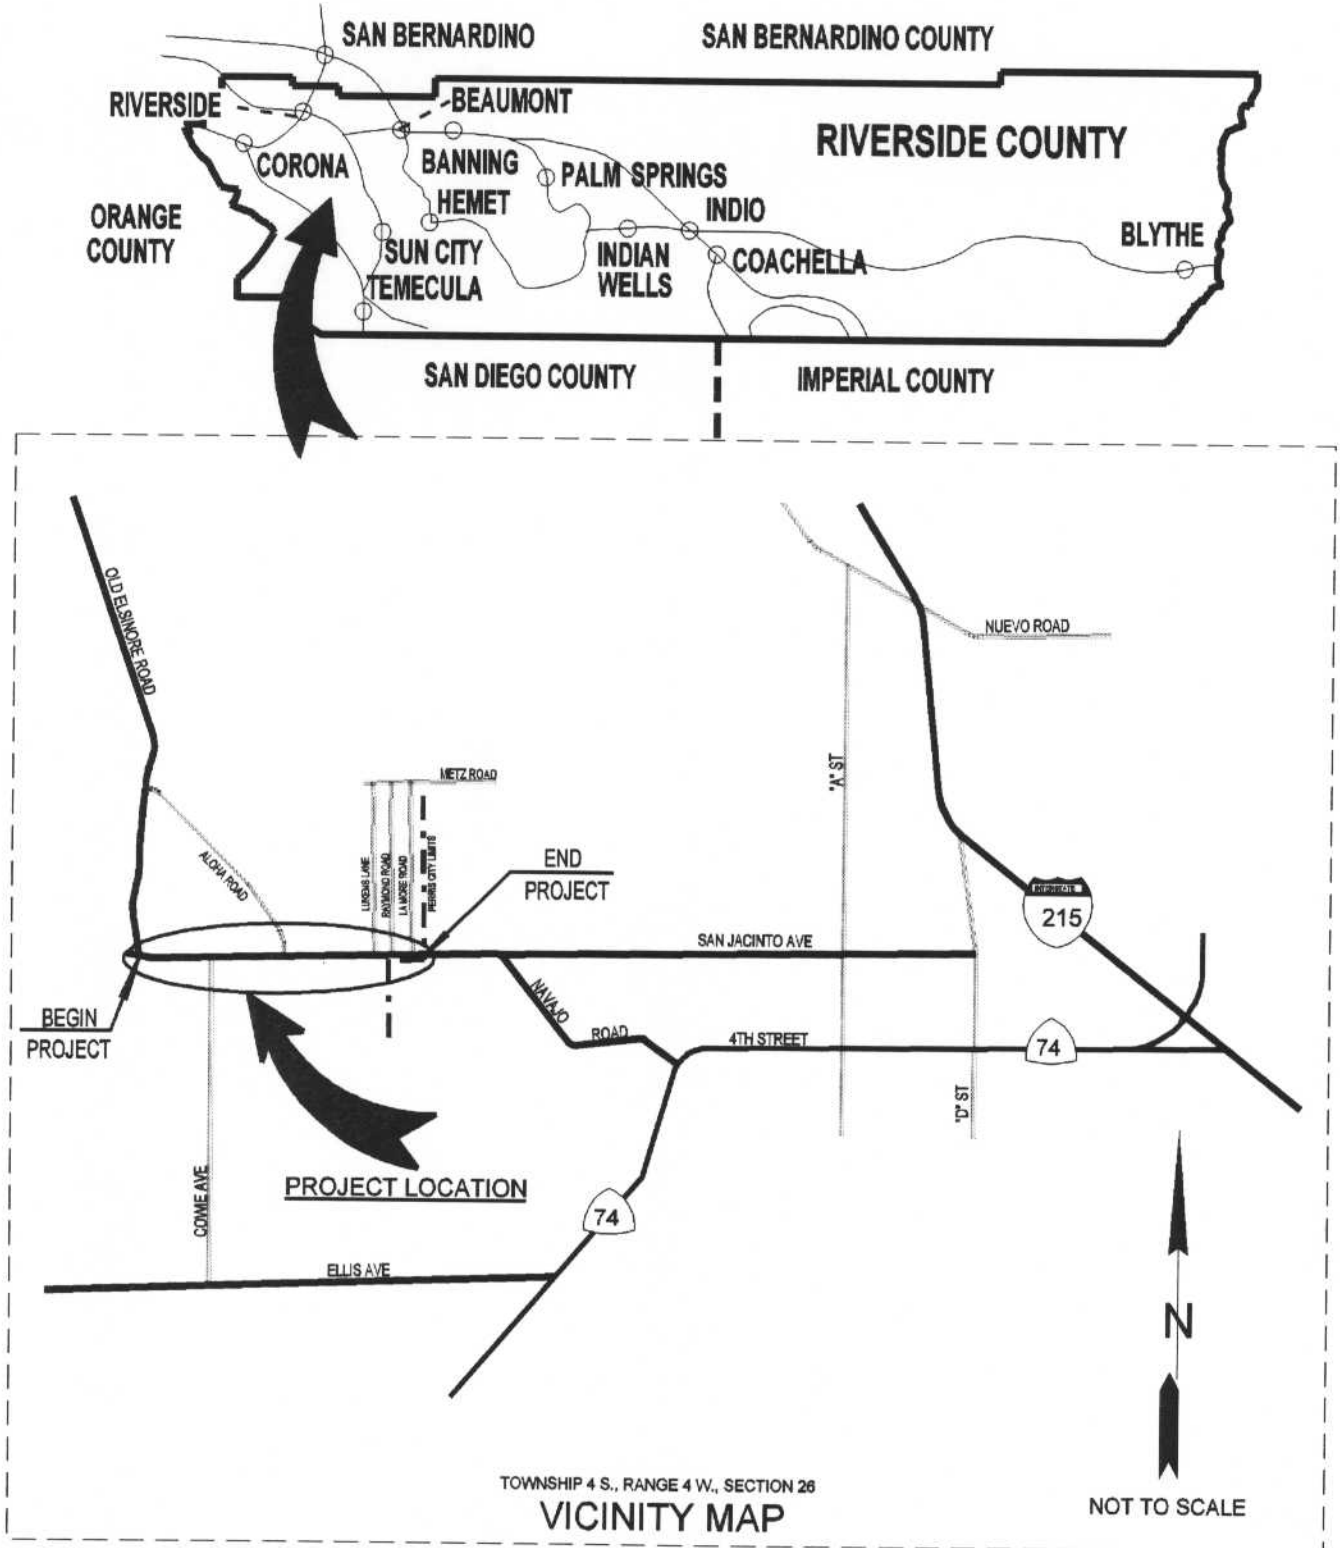 SAN BERNARDINO
SAN BERNARDINO COUNTY
RIVERSIDE
BEAUMONT
RIVERSIDE COUNTY
CORONA
BANNING
PALM SPRINGS
HEMET
ORANGE
COUNTY
INDIO
BLYTHE
SUN CITY
INDIAN
WELLS
COACHELLA
TEMECULA
SAN DIEGO COUNTY
IMPERIAL COUNTY
OLD ELSINORE ROAD
NUEVO ROAD
"A" ST
METZ ROAD
ALOHA ROAD
LUKENS LANE
RAYMOND ROAD
LA MORE ROAD
PERRIS CITY LIMITS
END
PROJECT
INTERSTATE
215
SAN JACINTO AVE
BEGIN
PROJECT
NAVAJO
ROAD
4TH STREET
74
"D" ST
COWIE AVE
PROJECT LOCATION
74
ELLIS AVE
N
TOWNSHIP 4 S., RANGE 4 W., SECTION 26
VICINITY MAP
NOT TO SCALE